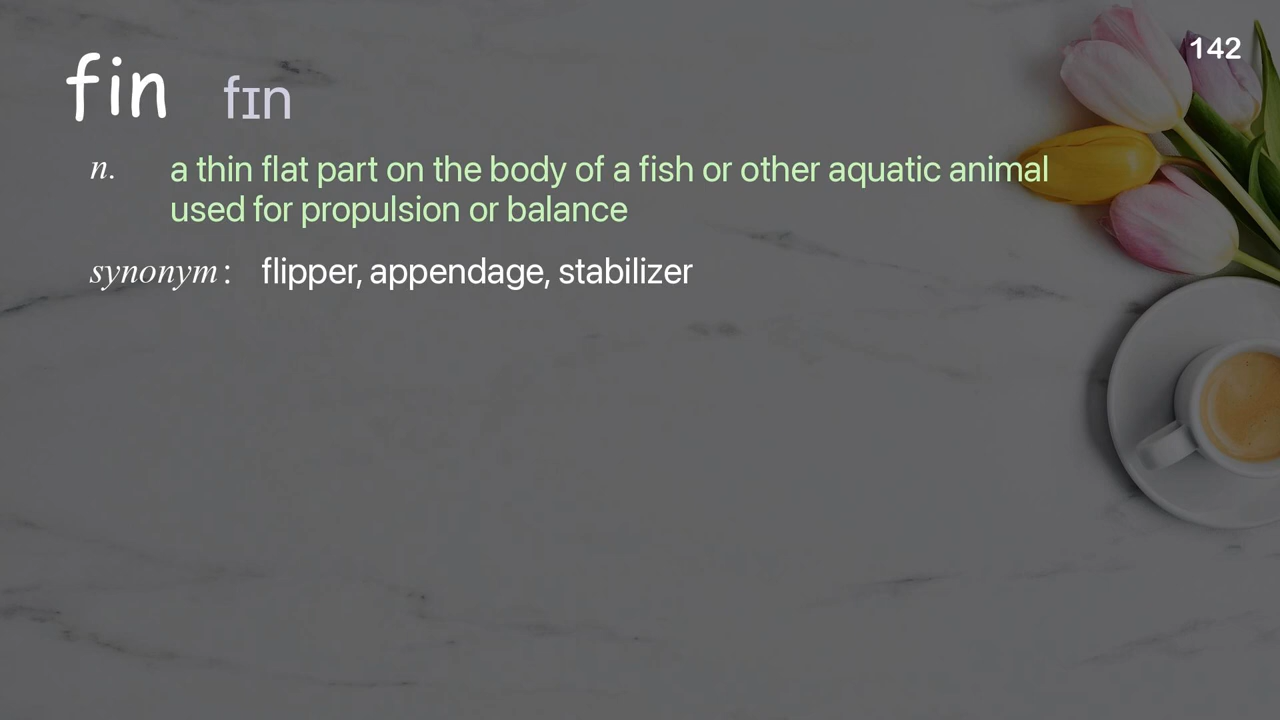 142
fin fɪn
n. a thin flat part on the body of a fish or other aquatic animal
used for propulsion or balance
synonym: flipper, appendage, stabilizer